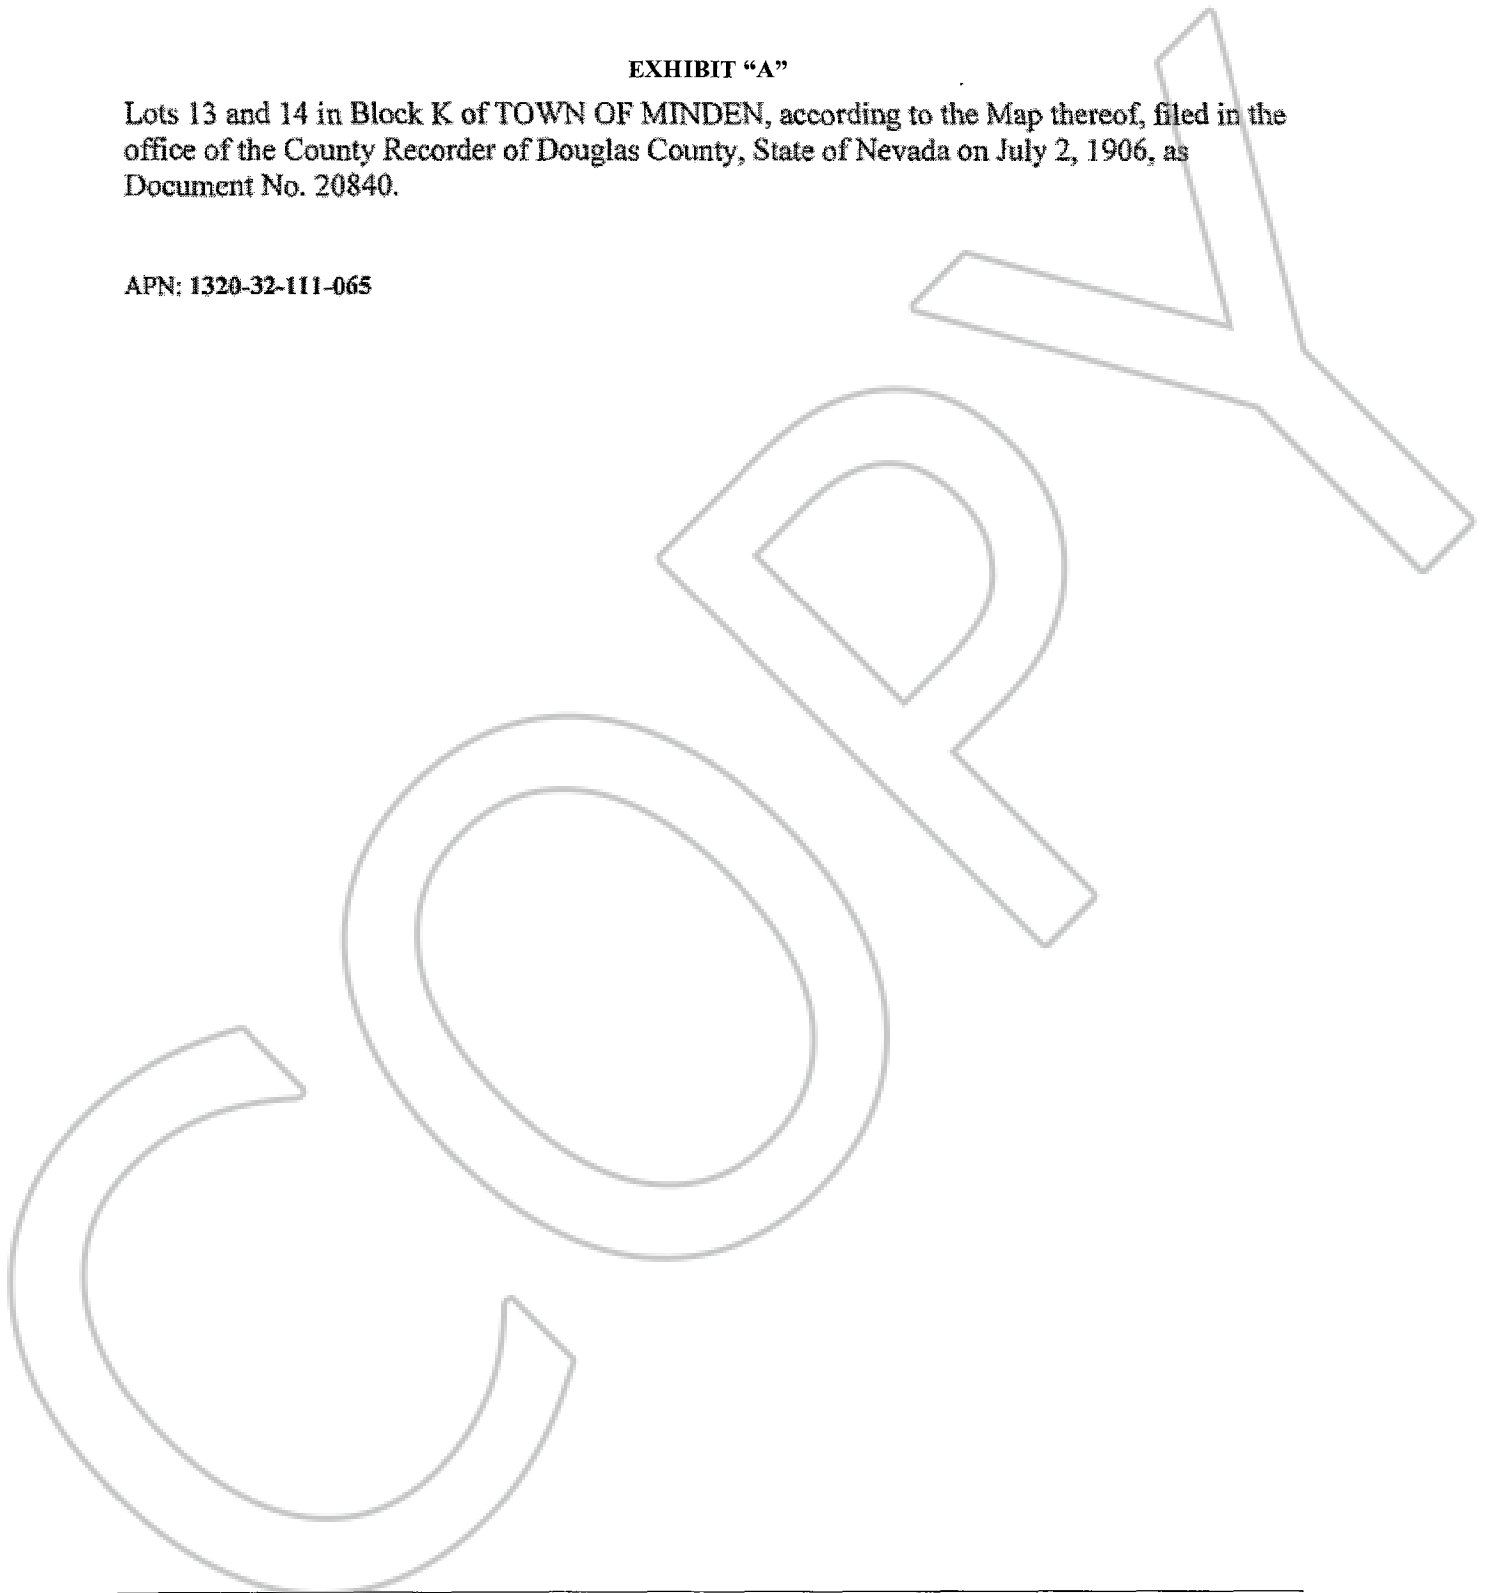 EXHIBIT “A”
Lots 13 and 14 in Block K of TOWN OF MINDEN, according to the Map thereof, filed in the
office of the County Recorder of Douglas County, State of Nevada on July 2, 1906, as
Document No. 20840.
APN: 1320-32-111-065
COPY